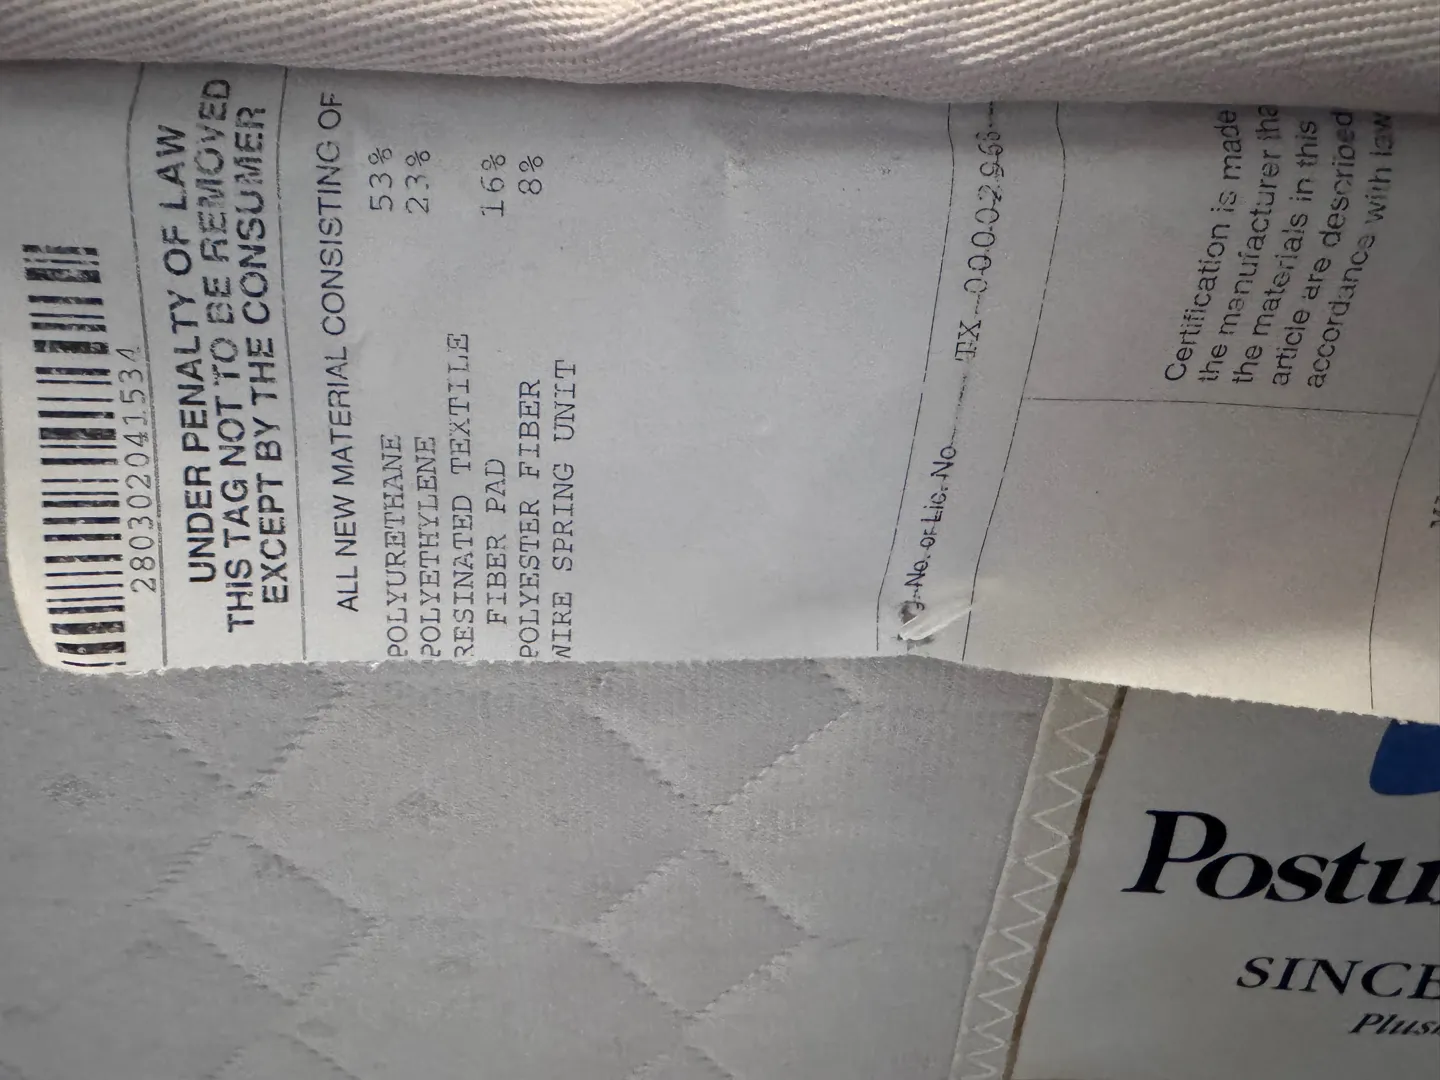 280302041534
UNDER PENALTY OF LAW
THIS TAG NOT TO BE REMOVED
EXCEPT BY THE CONSUMER
ALL NEW MATERIAL CONSISTING OF
POLYURETHANE 53%
POLYETHYLENE 23%
RESINATED TEXTILE
FIBER PAD 16%
POLYESTER FIBER 8%
WIRE SPRING UNIT
No. or Lic. No. TX
Certification is made
the manufacturer tha
the materials in this
article are described
accordance with law
Postu
SINCE
Plus